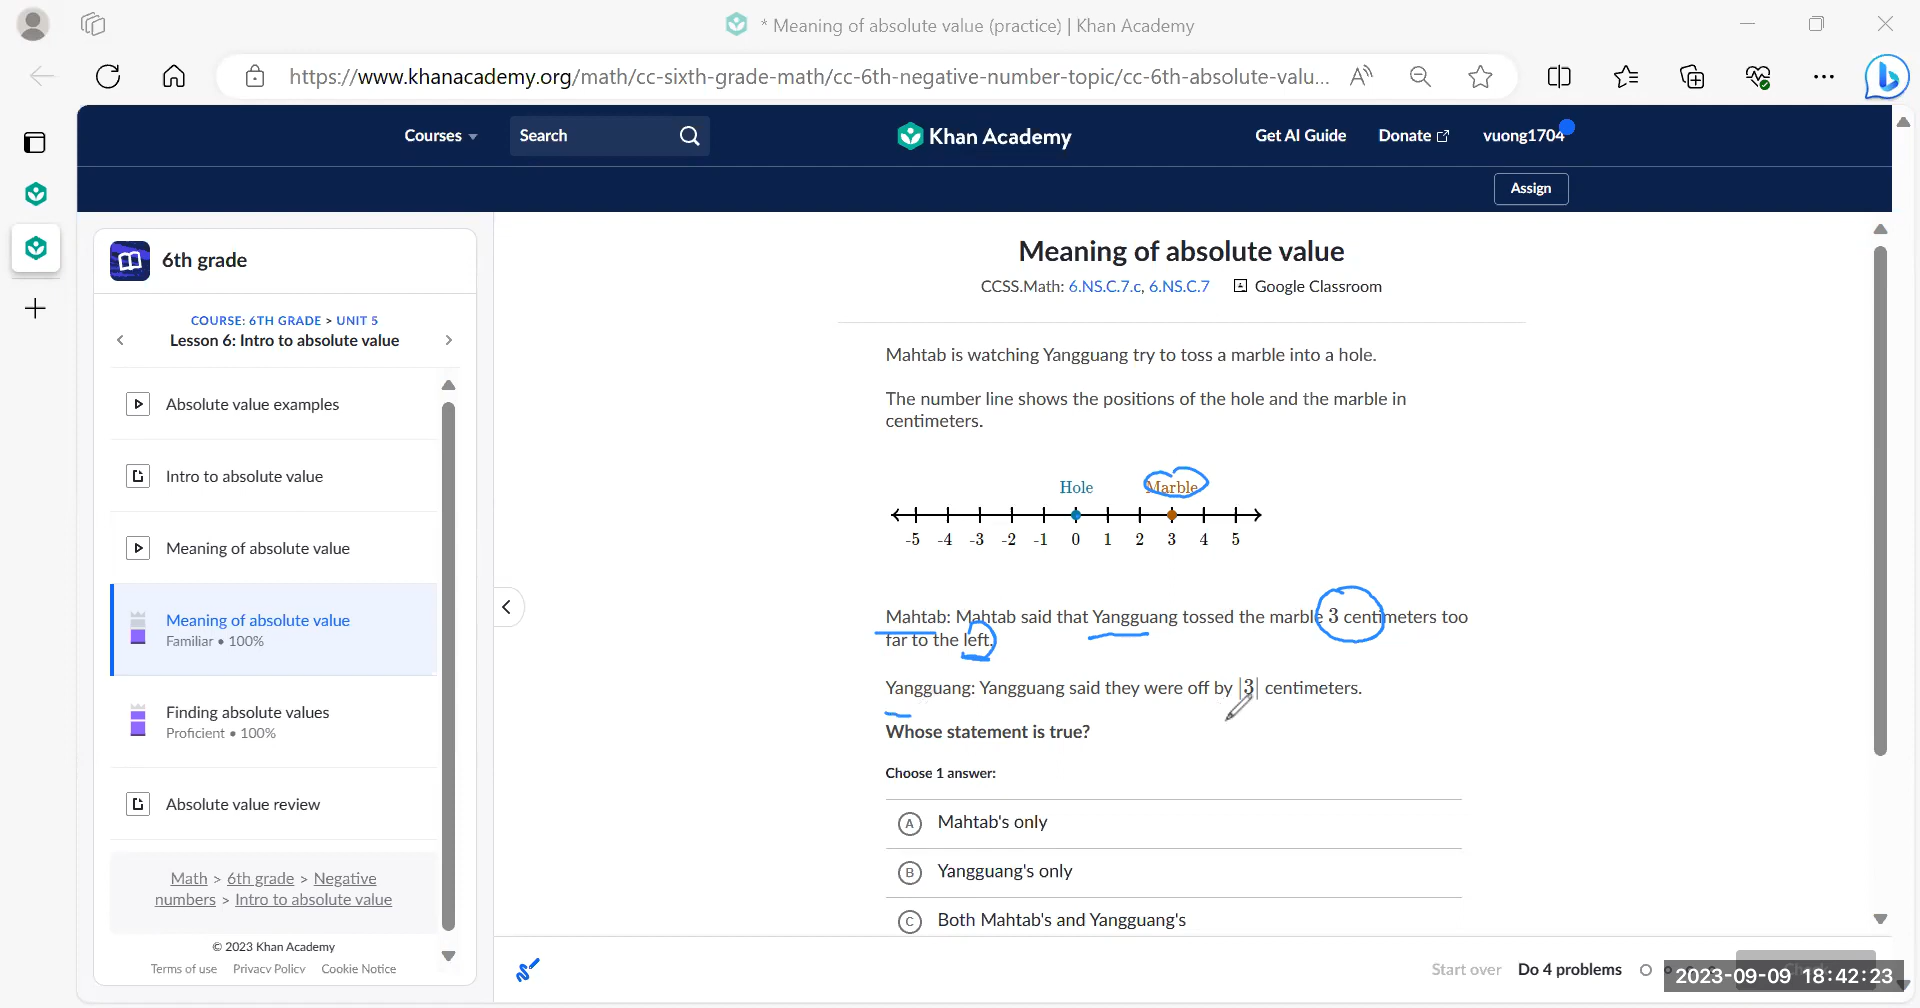 * Meaning of absolute value (practice) | Khan Academy
https://www.khanacademy.org/math/cc-sixth-grade-math/cc-6th-negative-number-topic/cc-6th-absolute-valu...
Courses
Search
Khan Academy
Get AI Guide
Donate
vuong1704
Assign
6th grade
COURSE: 6TH GRADE > UNIT 5
Lesson 6: Intro to absolute value
Absolute value examples
Intro to absolute value
Meaning of absolute value
Meaning of absolute value
Familiar • 100%
Finding absolute values
Proficient • 100%
Absolute value review
Math > 6th grade > Negative
numbers > Intro to absolute value
© 2023 Khan Academy
Terms of use Privacy Policy Cookie Notice
Meaning of absolute value
CCSS.Math: 6.NS.C.7.c, 6.NS.C.7 Google Classroom
Mahtab is watching Yangguang try to toss a marble into a hole.
The number line shows the positions of the hole and the marble in
centimeters.
Hole Marble
-5 -4 -3 -2 -1 0 1 2 3 4 5
Mahtab: Mahtab said that Yangguang tossed the marble 3 centimeters too
far to the left.
Yangguang: Yangguang said they were off by |3| centimeters.
Whose statement is true?
Choose 1 answer:
A Mahtab's only
B Yangguang's only
C Both Mahtab's and Yangguang's
Start over Do 4 problems
2023-09-09 18:42:23